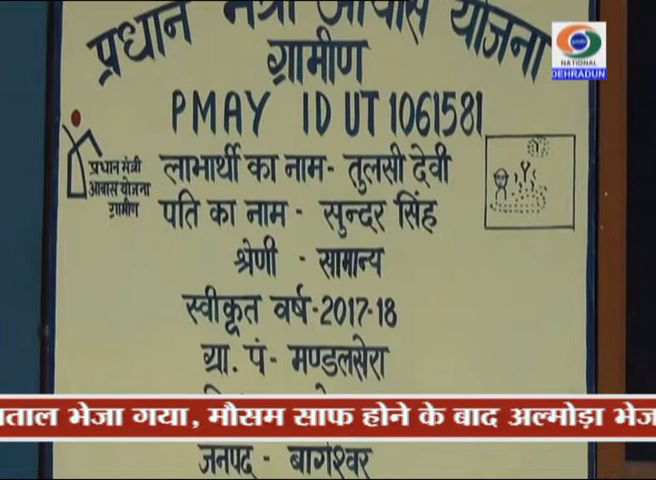 प्रधान मंत्री आवास योजना
ग्रामीण
PMAY ID UT 1061581
प्रधान मंत्री
आवास योजना
ग्रामीण
लाभार्थी का नाम- तुलसी देवी
पति का नाम - सुन्दर सिंह
श्रेणी - सामान्य
स्वीकृत वर्ष-2017-18
ग्रा. पं- मण्डलसेरा
जनपद - बागेश्वर
NATIONAL
DEHRADUN
भेजा गया, मौसम साफ होने के बाद अल्मोड़ा